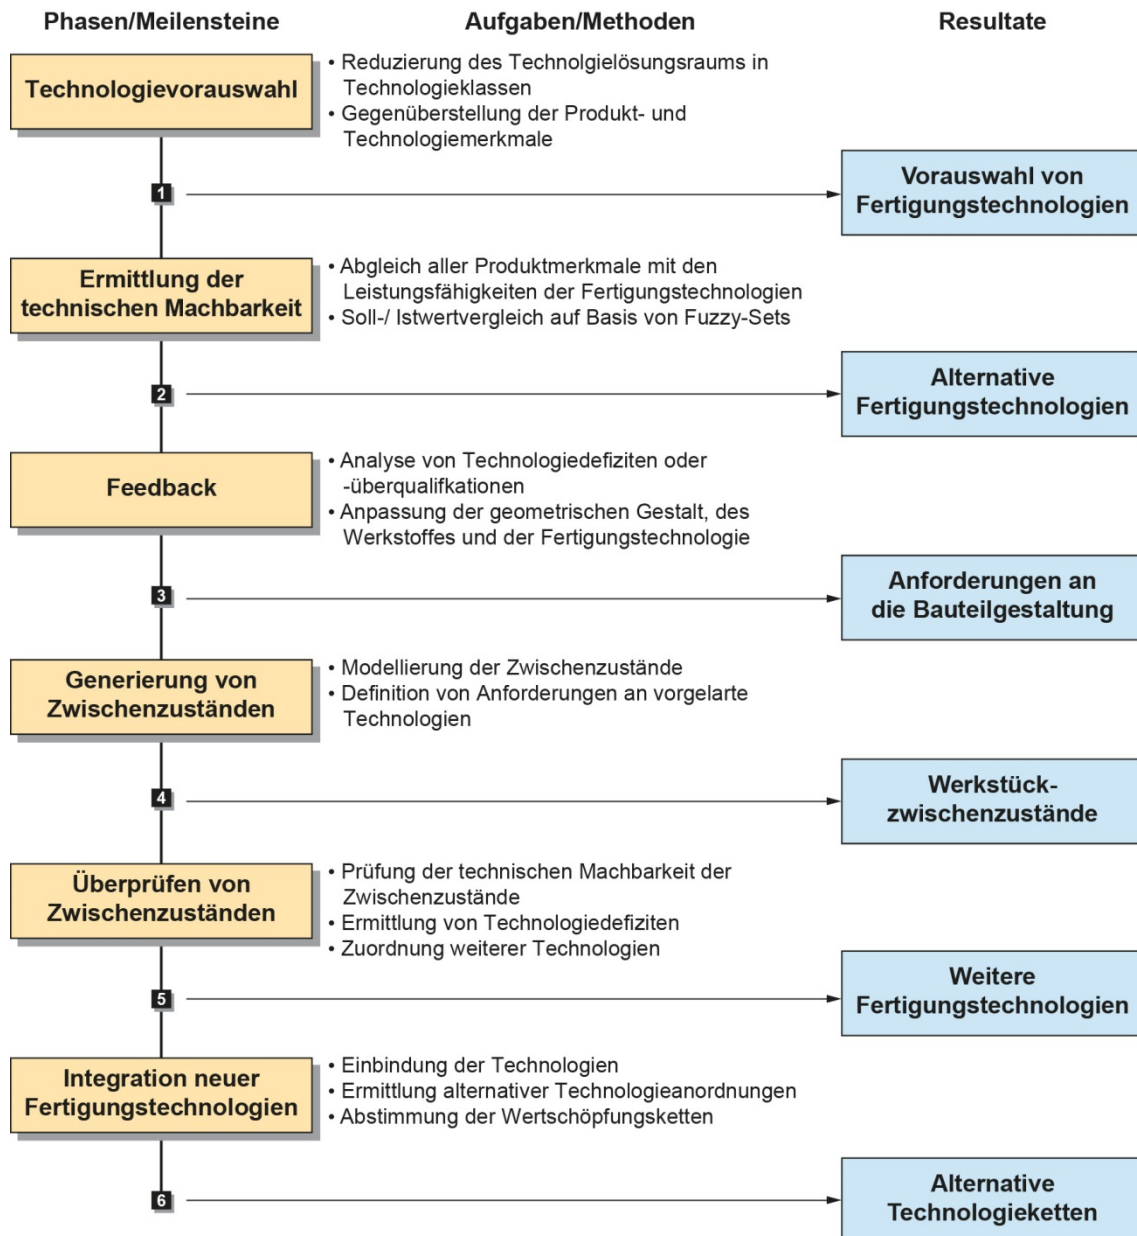 Phasen/Meilensteine
Aufgaben/Methoden
Resultate
Technologievorauswahl
• Reduzierung des Technolgielösungsraums in
Technologieklassen
• Gegenüberstellung der Produkt- und
Technologiemerkmale
1
Vorauswahl von
Fertigungstechnologien
Ermittlung der
technischen Machbarkeit
• Abgleich aller Produktmerkmale mit den
Leistungsfähigkeiten der Fertigungstechnologien
• Soll-/ Istwertvergleich auf Basis von Fuzzy-Sets
2
Alternative
Fertigungstechnologien
Feedback
• Analyse von Technologiedefiziten oder
-überqualifkationen
• Anpassung der geometrischen Gestalt, des
Werkstoffes und der Fertigungstechnologie
3
Anforderungen an
die Bauteilgestaltung
Generierung von
Zwischenzuständen
• Modellierung der Zwischenzustände
• Definition von Anforderungen an vorgelarte
Technologien
4
Werkstück-
zwischenzustände
Überprüfen von
Zwischenzuständen
• Prüfung der technischen Machbarkeit der
Zwischenzustände
• Ermittlung von Technologiedefiziten
• Zuordnung weiterer Technologien
5
Weitere
Fertigungstechnologien
Integration neuer
Fertigungstechnologien
• Einbindung der Technologien
• Ermittlung alternativer Technologieanordnungen
• Abstimmung der Wertschöpfungsketten
6
Alternative
Technologieketten